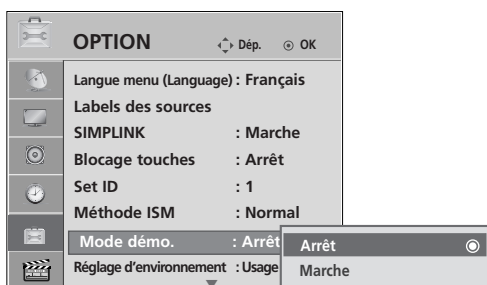 OPTION Dép. OK
Langue menu (Language) : Français
Labels des sources
SIMPLINK : Marche
Blocage touches : Arrêt
Set ID : 1
Méthode ISM : Normal
Mode démo. : Arrêt
Arrêt
Réglage d'environnement : Usage
Marche